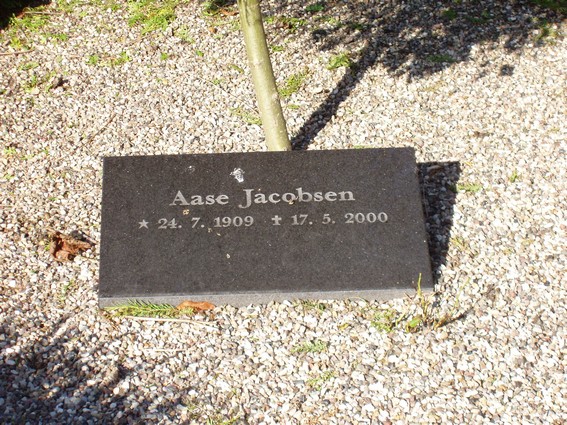 Aase Jacobsen
★ 24. 7. 1909 ✝ 17. 5. 2000